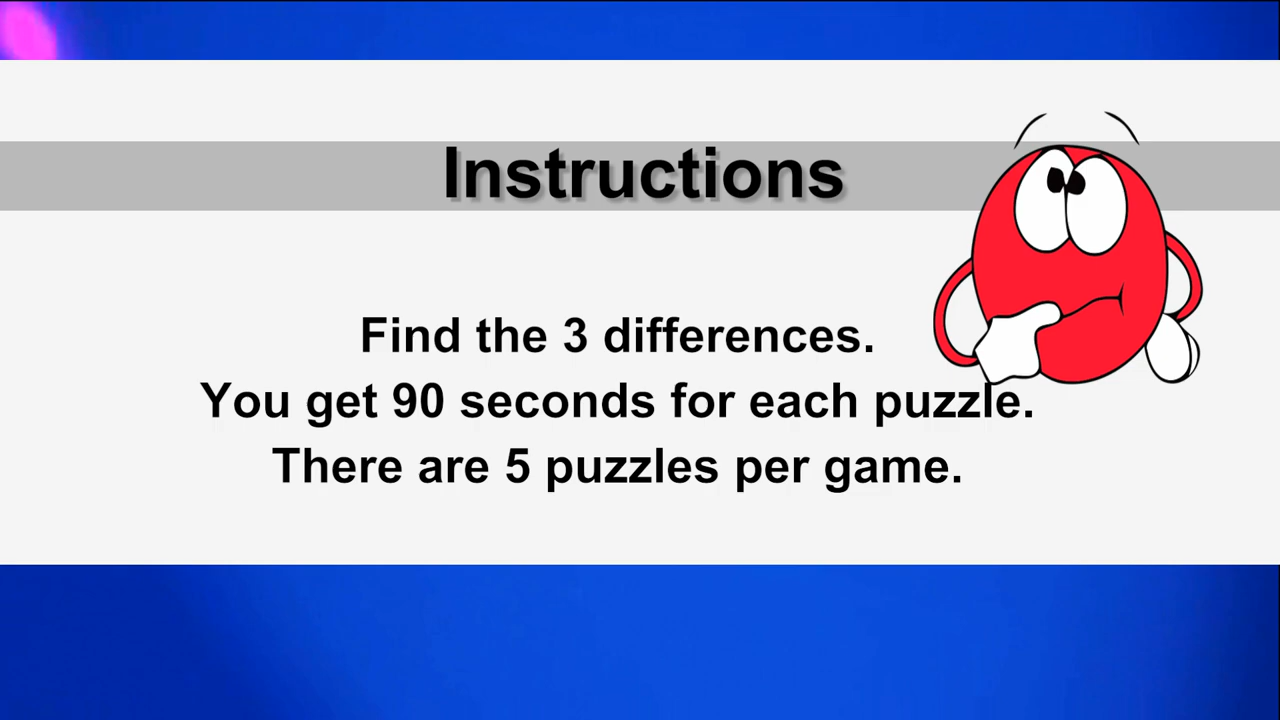 Instructions
Find the 3 differences.
You get 90 seconds for each puzzle.
There are 5 puzzles per game.